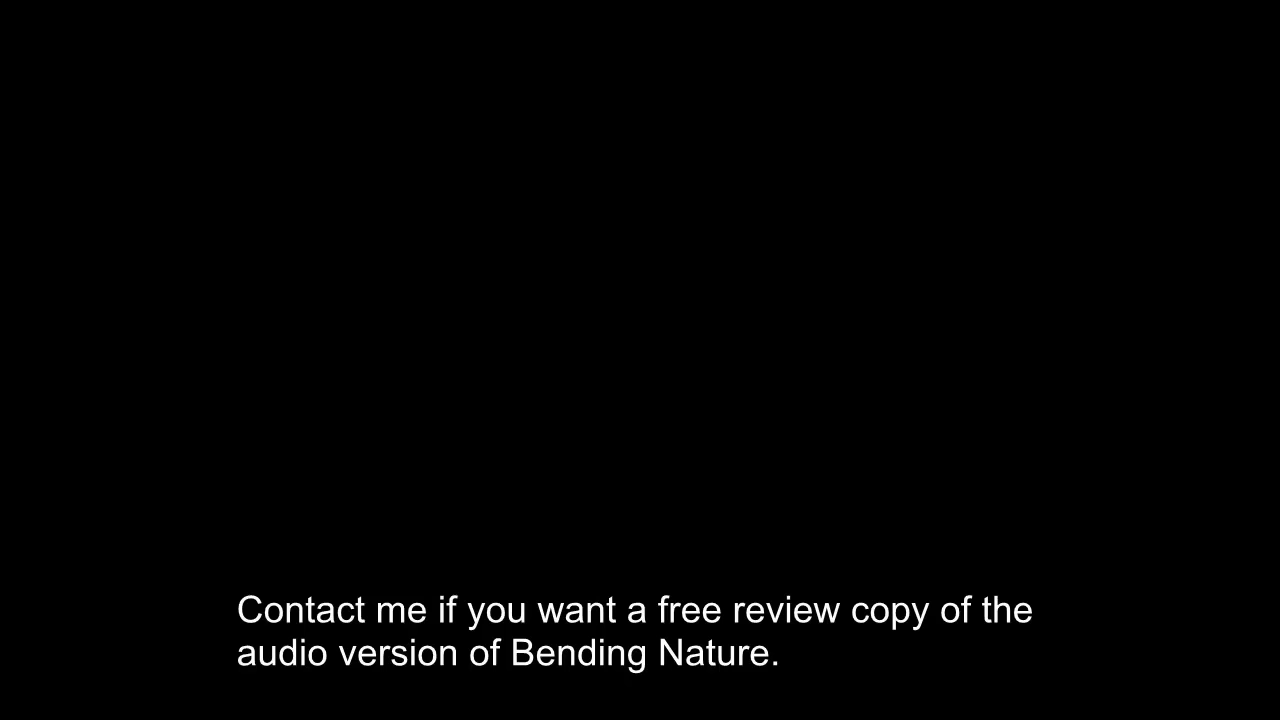 Contact me if you want a free review copy of the
audio version of Bending Nature.